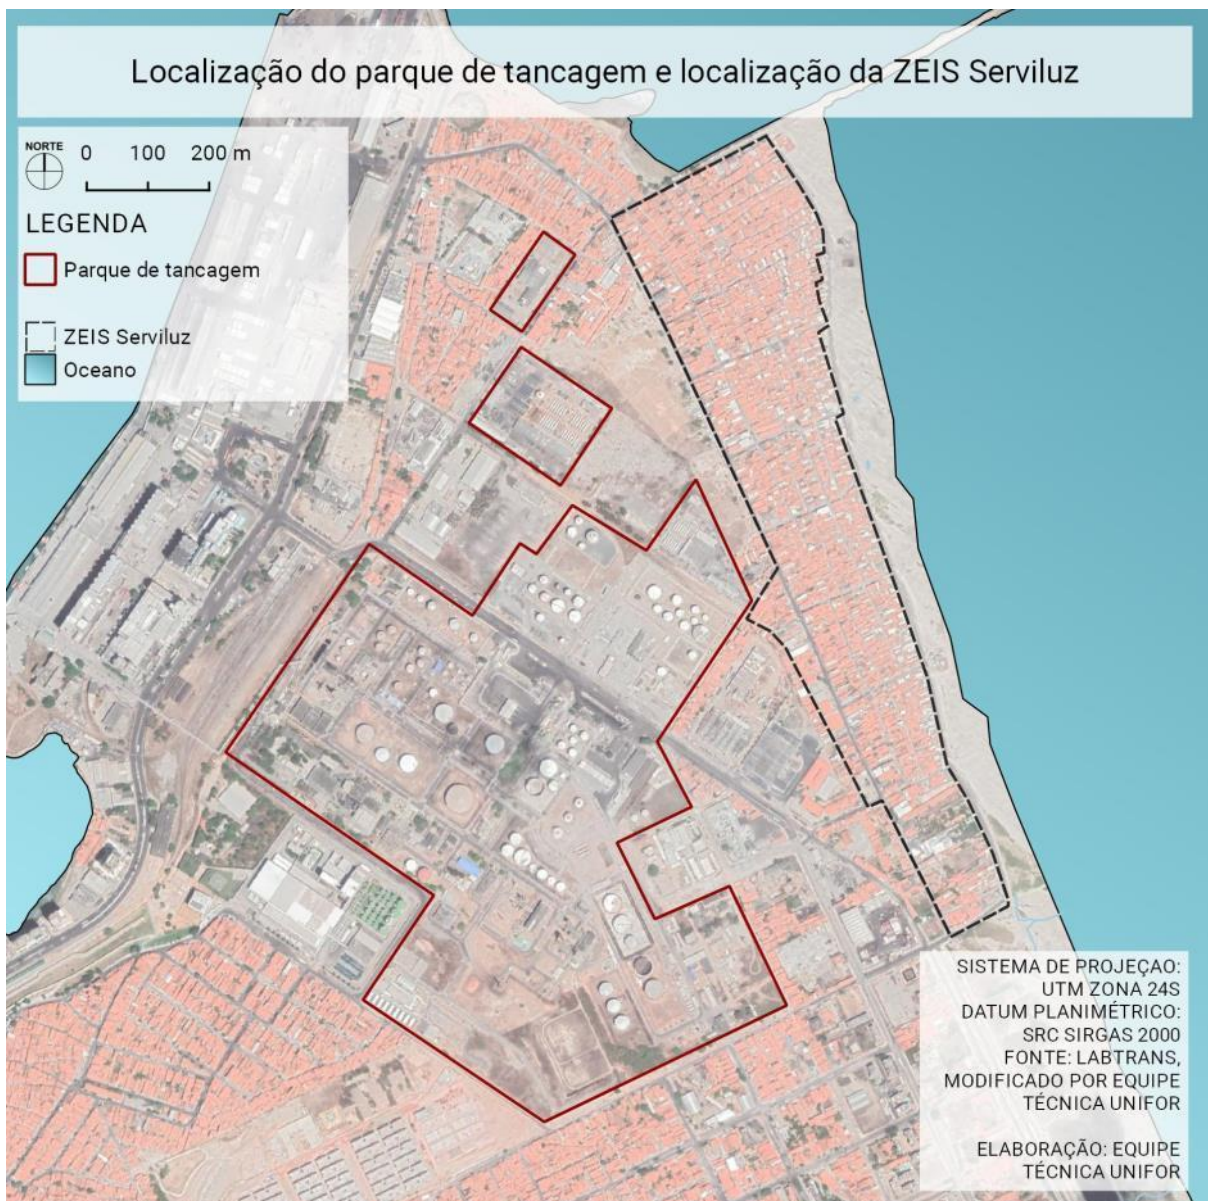 Localização do parque de tancagem e localização da ZEIS Serviluz
NORTE
0 100 200 m
LEGENDA
Parque de tancagem
ZEIS Serviluz
Oceano
SISTEMA DE PROJEÇAO:
UTM ZONA 24S
DATUM PLANIMÉTRICO:
SRC SIRGAS 2000
FONTE: LABTRANS,
MODIFICADO POR EQUIPE
TÉCNICA UNIFOR
ELABORAÇÃO: EQUIPE
TÉCNICA UNIFOR